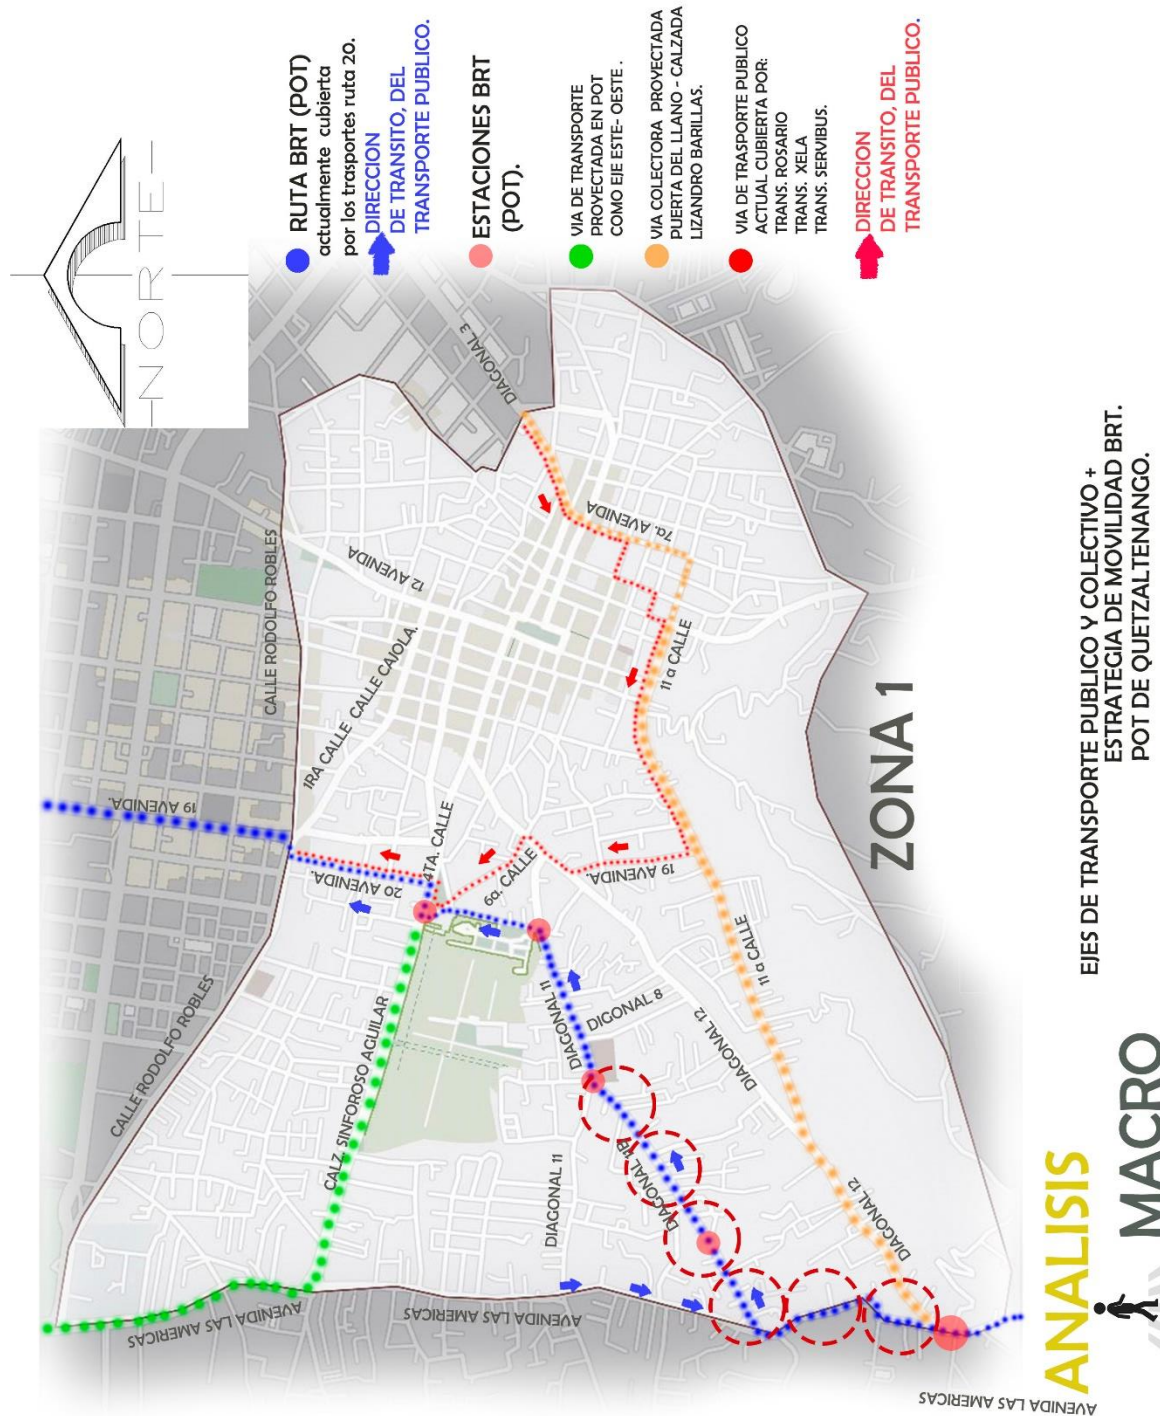 NORTE
RUTA BRT (POT)
actualmente cubierta
por los trasportes ruta 20.
DIRECCION
DE TRANSITO, DEL
TRANSPORTE PUBLICO.
ESTACIONES BRT
(POT).
VIA DE TRANSPORTE
PROYECTADA EN POT
COMO EJE ESTE- OESTE .
VIA COLECTORA PROYECTADA
PUERTA DEL LLANO - CALZADA
LIZANDRO BARILLAS.
VIA DE TRASPORTE PUBLICO
ACTUAL CUBIERTA POR:
TRANS. ROSARIO
TRANS. XELA
TRANS. SERVIBUS.
DIRECCION
DE TRANSITO, DEL
TRANSPORTE PUBLICO.
DIAGONAL 3
7a. AVENIDA
12 AVENIDA
CALLE RODOLFO ROBLES
1RA CALLE CALLE CAJOLA.
11 a CALLE
19 AVENIDA.
4TA. CALLE
20 AVENIDA.
6a. CALLE
19 AVENIDA.
CALLE RODOLFO ROBLES
CALZ. SINFOROSO AGUILAR
DIAGONAL 11
DIGONAL 8
DIAGONAL 12
11 a CALLE
DIAGONAL 11
DIAGONAL 11B
DIAGONAL 12
AVENIDA LAS AMERICAS
AVENIDA LAS AMERICAS
AVENIDA LAS AMERICAS
ZONA 1
EJES DE TRANSPORTE PUBLICO Y COLECTIVO +
ESTRATEGIA DE MOVILIDAD BRT.
POT DE QUETZALTENANGO.
ANALISIS
MACRO